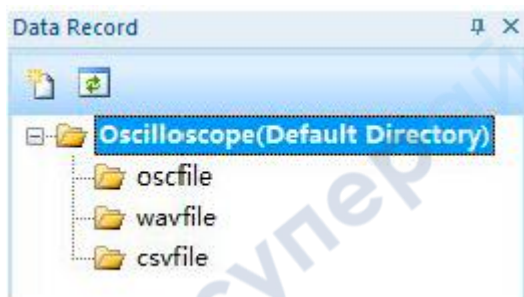 Data Record
Oscilloscope(Default Directory)
oscfile
wavfile
csvfile